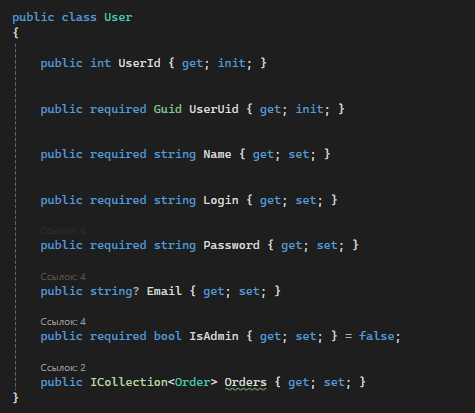 public class User
{
public int UserId { get; init; }
public required Guid UserUid { get; init; }
public required string Name { get; set; }
public required string Login { get; set; }
Ссылок: 6
public required string Password { get; set; }
Ссылок: 4
public string? Email { get; set; }
Ссылок: 4
public required bool IsAdmin { get; set; } = false;
Ссылок: 2
public ICollection<Order> Orders { get; set; }
}